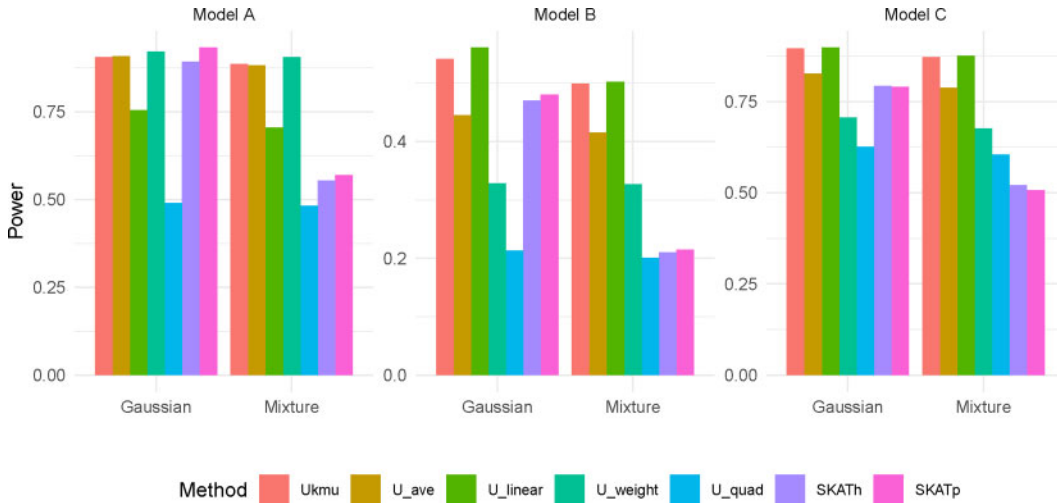 Model A
Model B
Model C
Power
0.75
0.50
0.25
0.00
Gaussian
Mixture
0.4
0.2
0.0
Gaussian
Mixture
0.75
0.50
0.25
0.00
Gaussian
Mixture
Method Ukmu U_ave U_linear U_weight U_quad SKATh SKATp